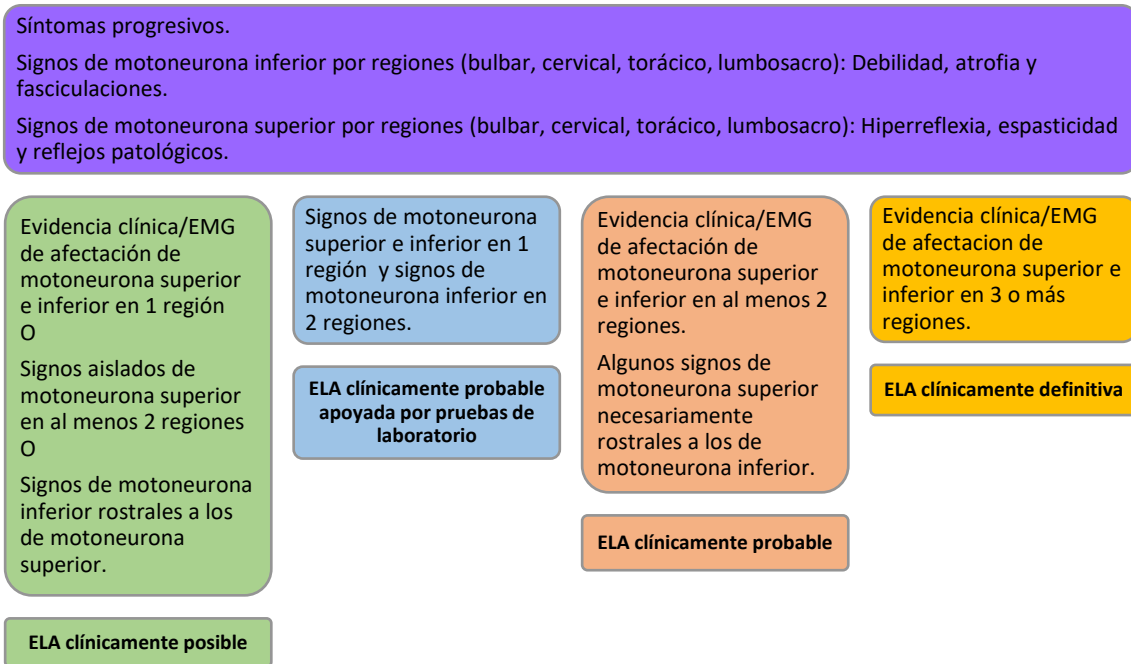 Síntomas progresivos.
Signos de motoneurona inferior por regiones (bulbar, cervical, torácico, lumbosacro): Debilidad, atrofia y
fasciculaciones.
Signos de motoneurona superior por regiones (bulbar, cervical, torácico, lumbosacro): Hiperreflexia, espasticidad
y reflejos patológicos.
Evidencia clínica/EMG
de afectación de
motoneurona superior
e inferior en 1 región
O
Signos aislados de
motoneurona superior
en al menos 2 regiones
O
Signos de motoneurona
inferior rostrales a los
de motoneurona
superior.
ELA clínicamente posible
Signos de motoneurona
superior e inferior en 1
región y signos de
motoneurona inferior en
2 regiones.
ELA clínicamente probable
apoyada por pruebas de
laboratorio
Evidencia clínica/EMG
de afectación de
motoneurona superior
e inferior en al menos 2
regiones.
Algunos signos de
motoneurona superior
necesariamente
rostrales a los de
motoneurona inferior.
ELA clínicamente probable
Evidencia clínica/EMG
de afectacion de
motoneurona superior e
inferior en 3 o más
regiones.
ELA clínicamente definitiva